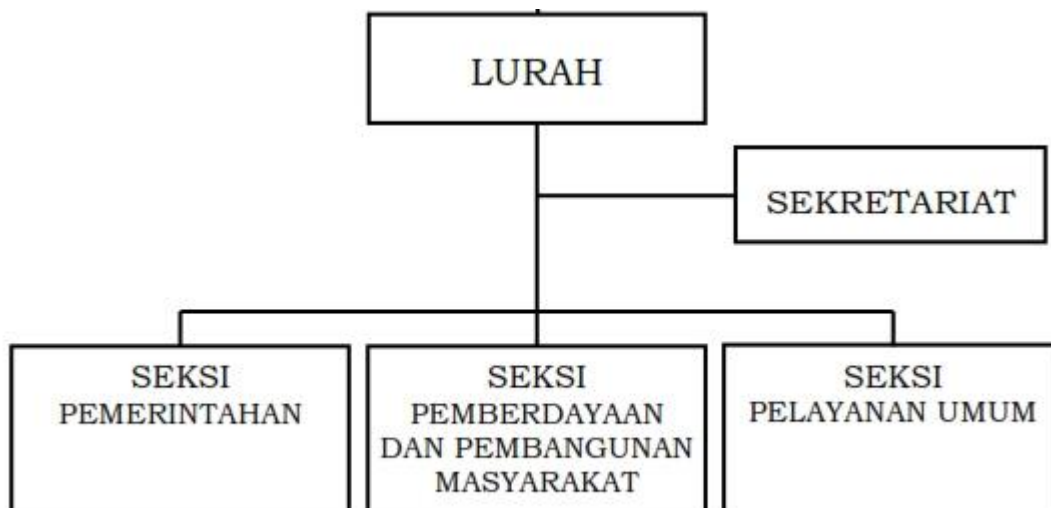 LURAH
SEKRETARIAT
SEKSI
PEMERINTAHAN
SEKSI
PEMBERDAYAAN
DAN PEMBANGUNAN
MASYARAKAT
SEKSI
PELAYANAN UMUM